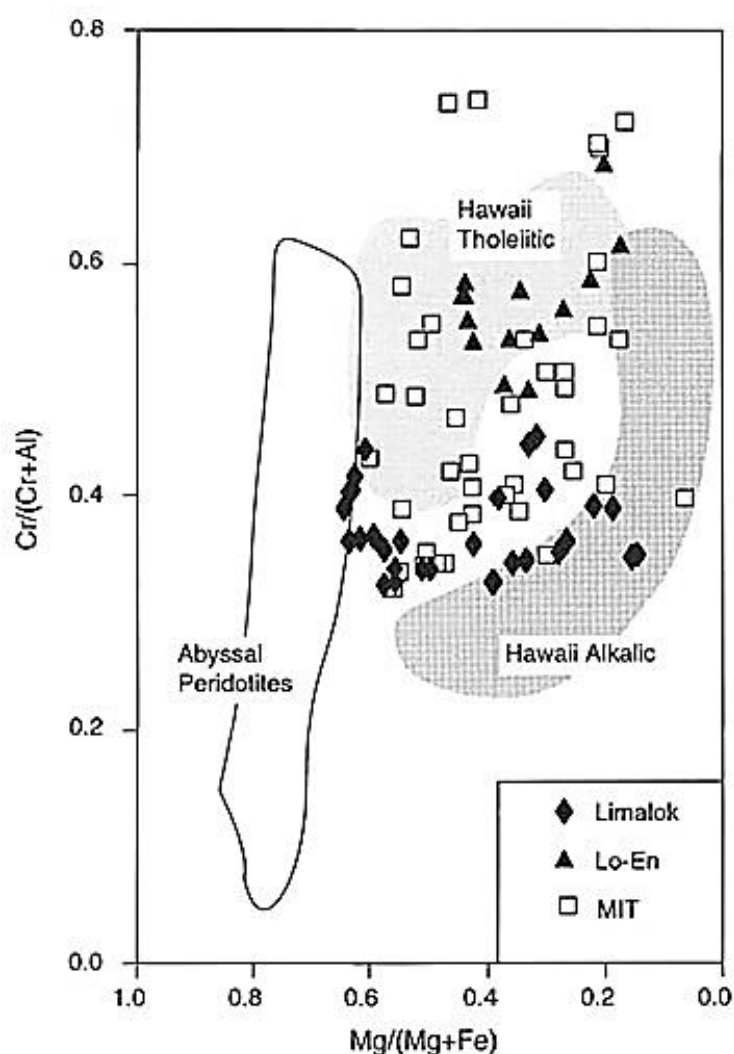 0.8
0.6
0.4
0.2
0.0
Cr/(Cr+Al)
Hawaii
Tholeiitic
Abyssal
Peridotites
Hawaii Alkalic
Limalok
Lo-En
MIT
1.0
0.8
0.6
0.4
0.2
0.0
Mg/(Mg+Fe)